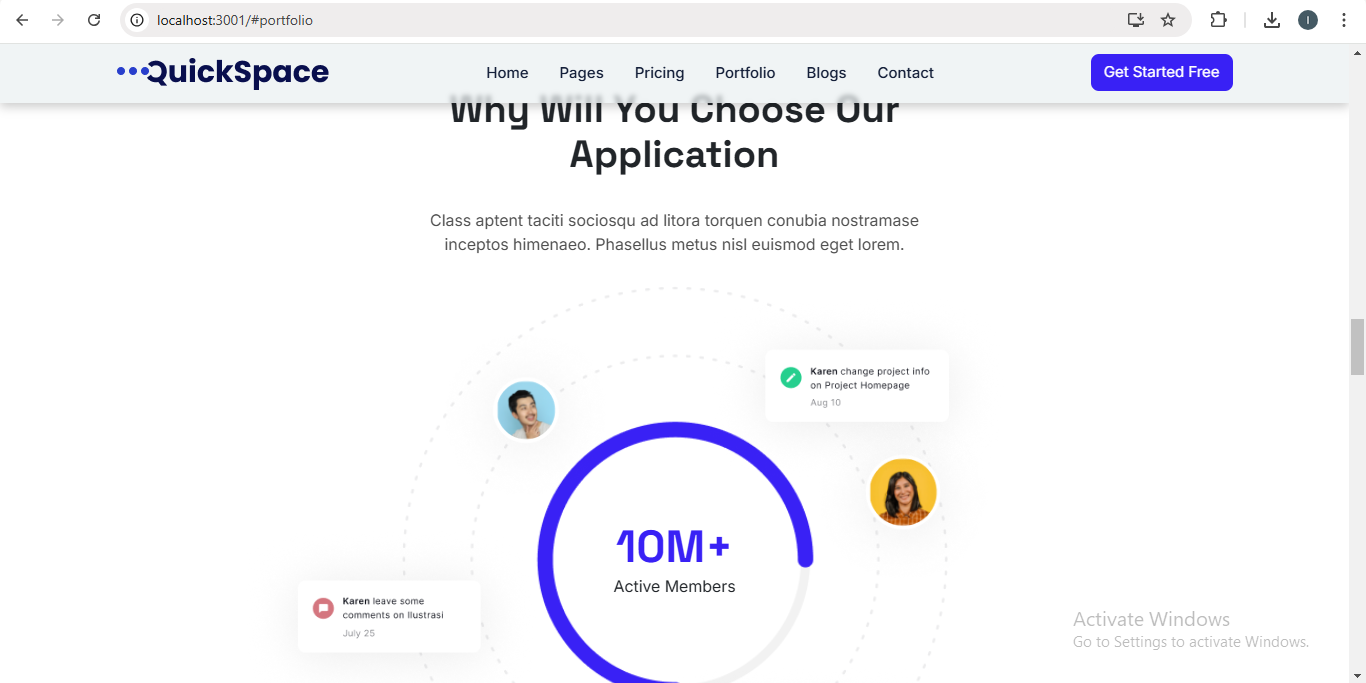 localhost:3001/#portfolio
I
QuickSpace
Home Pages Pricing Portfolio Blogs Contact
Get Started Free
Why Will You Choose Our
Application
Class aptent taciti sociosqu ad litora torquen conubia nostramase
inceptos himenaeo. Phasellus metus nisl euismod eget lorem.
Karen change project info
on Project Homepage
Aug 10
10M+
Active Members
Karen leave some
comments on Ilustrasi
July 25
Activate Windows
Go to Settings to activate Windows.